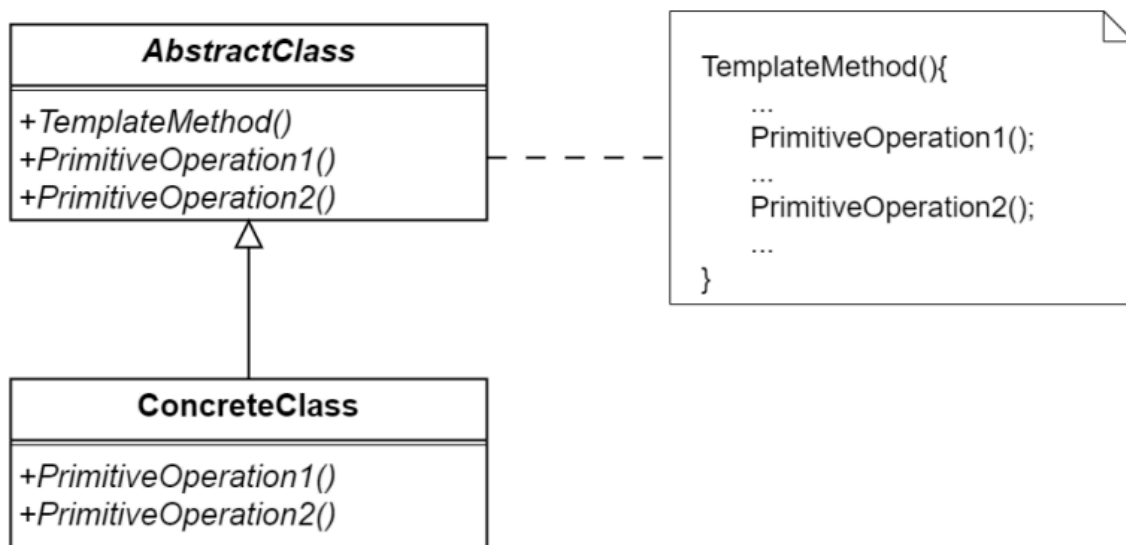 AbstractClass
+TemplateMethod()
+PrimitiveOperation1()
+PrimitiveOperation2()
TemplateMethod(){
...
PrimitiveOperation1();
...
PrimitiveOperation2();
...
}
ConcreteClass
+PrimitiveOperation1()
+PrimitiveOperation2()